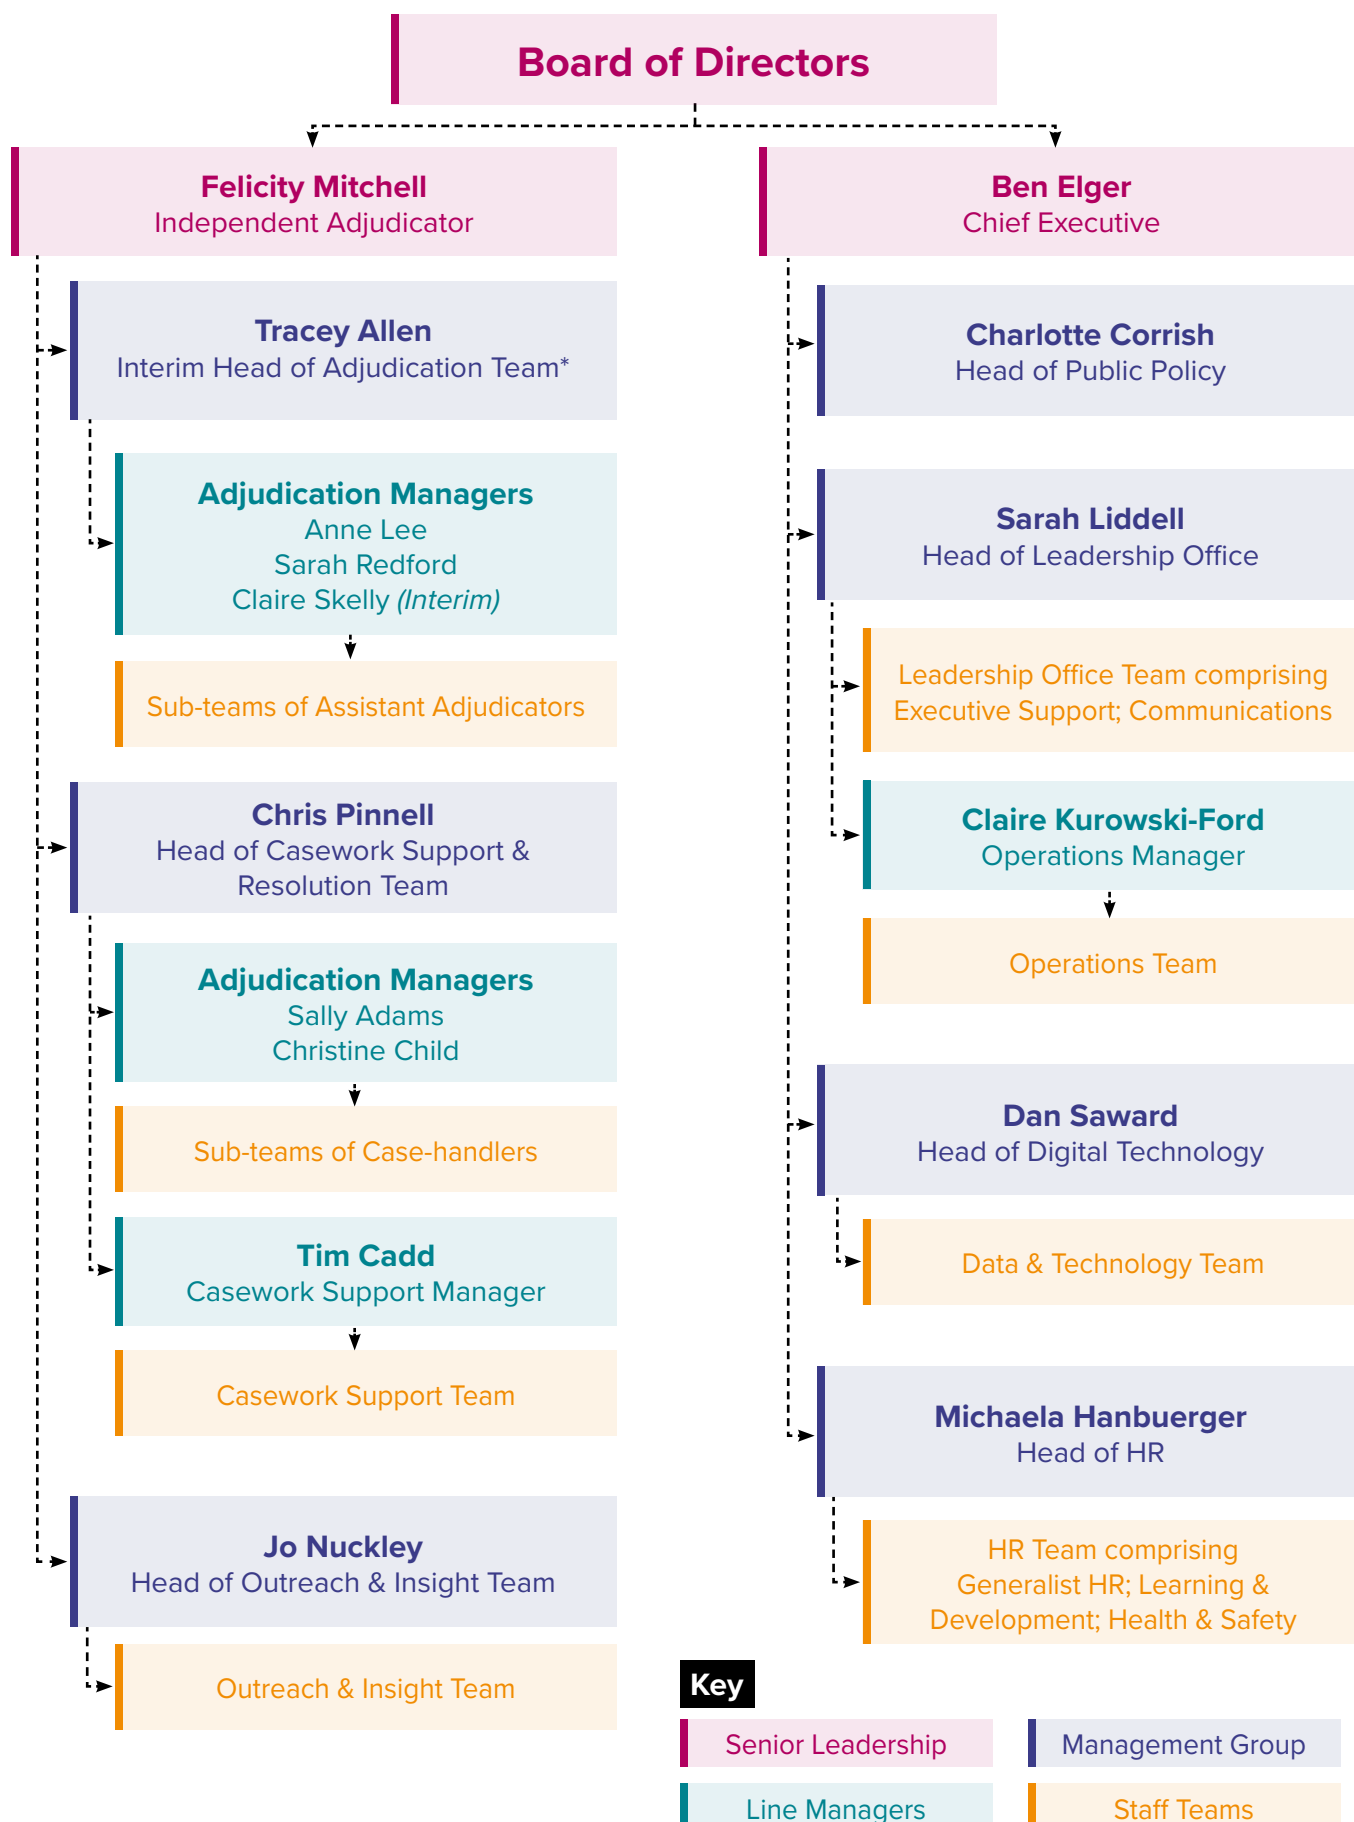 Board of Directors
Felicity Mitchell
Independent Adjudicator
Tracey Allen
Interim Head of Adjudication Team*
Adjudication Managers
Anne Lee
Sarah Redford
Claire Skelly (Interim)
Sub-teams of Assistant Adjudicators
Chris Pinnell
Head of Casework Support &
Resolution Team
Adjudication Managers
Sally Adams
Christine Child
Sub-teams of Case-handlers
Tim Cadd
Casework Support Manager
Casework Support Team
Jo Nuckley
Head of Outreach & Insight Team
Outreach & Insight Team
Ben Elger
Chief Executive
Charlotte Corrish
Head of Public Policy
Sarah Liddell
Head of Leadership Office
Leadership Office Team comprising
Executive Support; Communications
Claire Kurowski-Ford
Operations Manager
Operations Team
Dan Saward
Head of Digital Technology
Data & Technology Team
Michaela Hanbuerger
Head of HR
HR Team comprising
Generalist HR; Learning &
Development; Health & Safety
Key
Senior Leadership
Management Group
Line Managers
Staff Teams